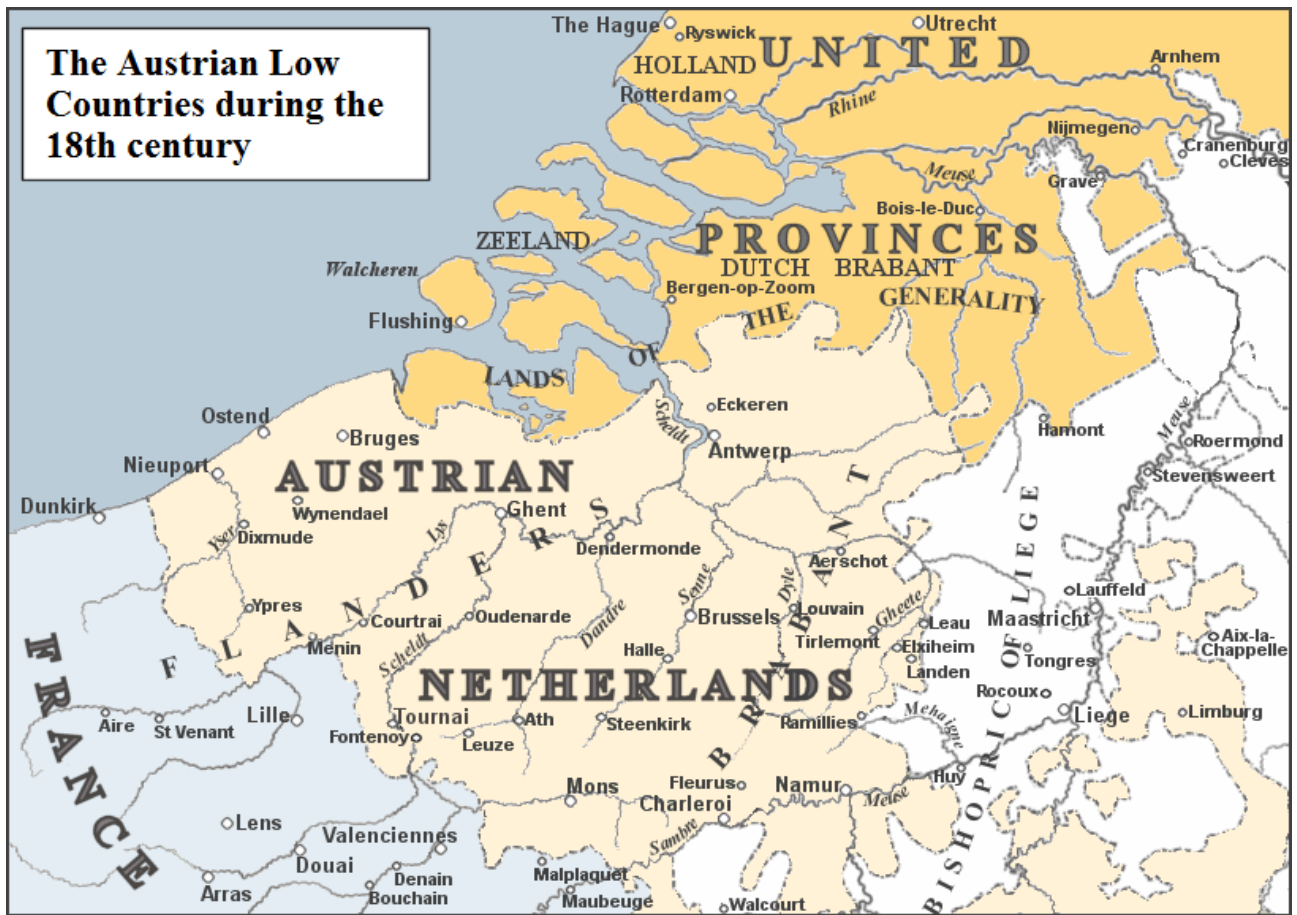 The Austrian Low
Countries during the
18th century
The Hague
Ryswick
Utrecht
HOLLAND
UNITED
Arnhem
Rotterdam
Rhine
Nijmegen
Cranenburg
Cleves
Meuse
Grave
Bois-le-Duc
ZEELAND
PROVINCES
Walcheren
DUTCH BRABANT
Bergen-op-Zoom
GENERALITY
THE
Flushing
OF
LANDS
Ostend
Eckeren
Scheldt
Meuse
Bruges
Hamont
Roermond
Antwerp
Nieuport
AUSTRIAN
Stevensweert
Dunkirk
Wynendael
Ghent
Lys
Yser
Dixmude
Dendermonde
Aerschot
FLANDERS
BRABANT
BISHOPRIC OF LIEGE
Senne
Dyle
Lauffeld
Ypres
Courtrai
Oudenarde
Dandre
Brussels
Louvain
Gheete
Leau
Maastricht
Menin
Scheldt
Halle
Tirlemont
Elxiheim
Aix-la-
Chappelle
Landen
Tongres
FRANCE
NETHERLANDS
Rocoux
Aire
St Venant
Lille
Tournai
Ath
Steenkirk
Ramillies
Mehaigne
Liege
Limburg
Fontenoy
Leuze
Huy
Mons
Fleurus
Namur
Meuse
Charleroi
Lens
Valenciennes
Sambre
Douai
Denain
Malplaquet
Arras
Bouchain
Maubeuge
Walcourt